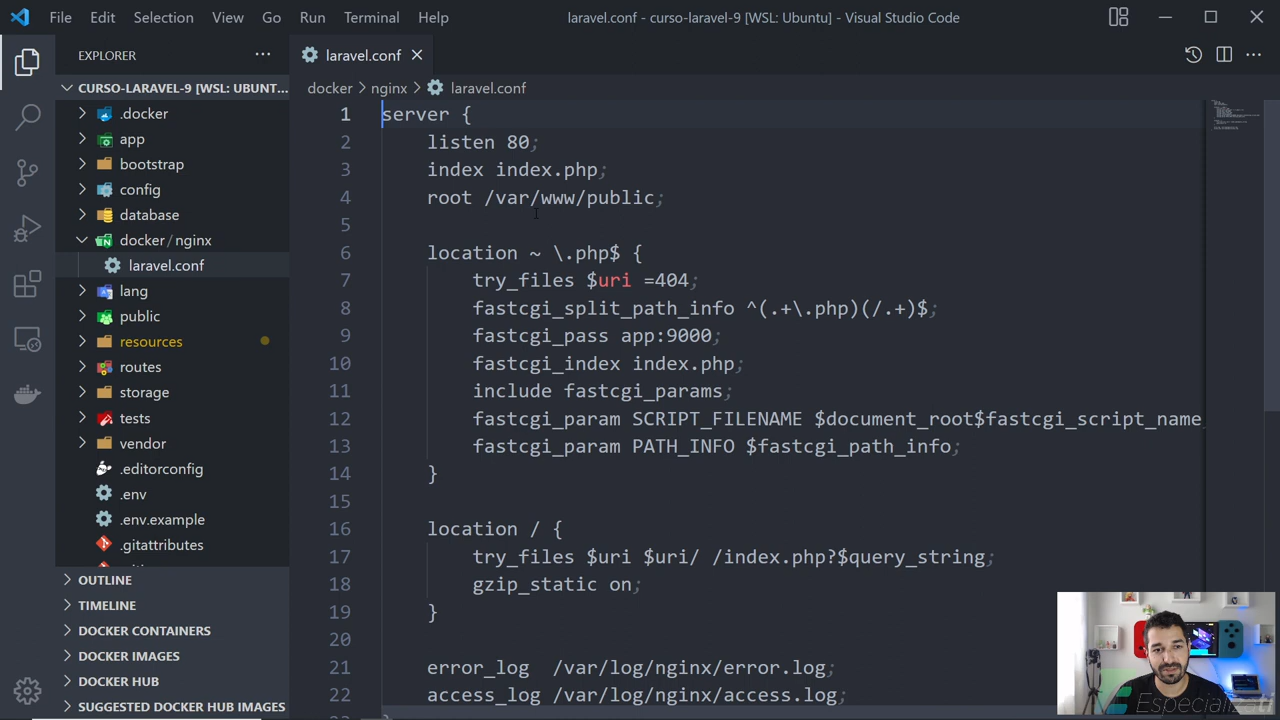 File Edit Selection View Go Run Terminal Help
laravel.conf - curso-laravel-9 [WSL: Ubuntu] - Visual Studio Code
EXPLORER
CURSO-LARAVEL-9 [WSL: UBUNT...
.docker
app
bootstrap
config
database
docker / nginx
laravel.conf
lang
public
resources
routes
storage
tests
vendor
.editorconfig
.env
.env.example
.gitattributes
OUTLINE
TIMELINE
DOCKER CONTAINERS
DOCKER IMAGES
DOCKER HUB
SUGGESTED DOCKER HUB IMAGES
laravel.conf
docker > nginx > laravel.conf
1 server {
2 listen 80;
3 index index.php;
4 root /var/www/public;
5
6 location ~ \.php$ {
7 try_files $uri =404;
8 fastcgi_split_path_info ^(.+\.php)(/.+)$;
9 fastcgi_pass app:9000;
10 fastcgi_index index.php;
11 include fastcgi_params;
12 fastcgi_param SCRIPT_FILENAME $document_root$fastcgi_script_name
13 fastcgi_param PATH_INFO $fastcgi_path_info;
14 }
15
16 location / {
17 try_files $uri $uri/ /index.php?$query_string;
18 gzip_static on;
19 }
20
21 error_log /var/log/nginx/error.log;
22 access_log /var/log/nginx/access.log;
Especializati